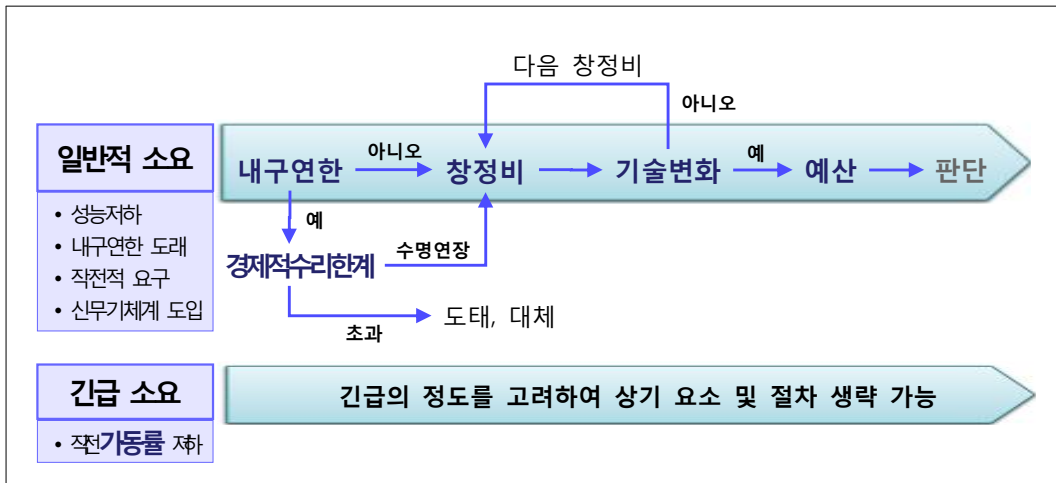 다음 창정비
아니오
일반적 소요
내구연한
아니오
창정비
기술변화
예
예산
판단
• 성능저하
• 내구연한 도래
• 작전적 요구
• 신무기체계 도입
예
경제적수리한계
수명연장
초과
도태, 대체
긴급 소요
긴급의 정도를 고려하여 상기 요소 및 절차 생략 가능
• 작전가동률 저하